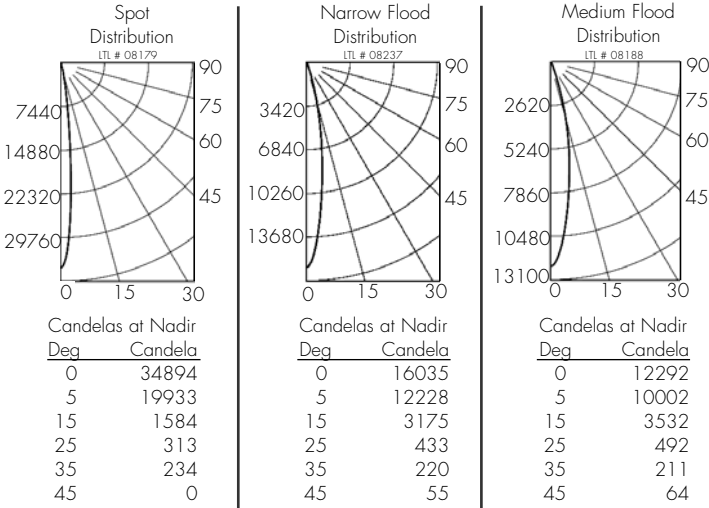 Spot
Distribution
LTL # 08179
90
75
60
45
7440
14880
22320
29760
0 15 30
Candelas at Nadir
Deg Candela
0 34894
5 19933
15 1584
25 313
35 234
45 0
Narrow Flood
Distribution
LTL # 08237
90
75
60
45
3420
6840
10260
13680
0 15 30
Candelas at Nadir
Deg Candela
0 16035
5 12228
15 3175
25 433
35 220
45 55
Medium Flood
Distribution
LTL # 08188
90
75
60
45
2620
5240
7860
10480
13100
0 15 30
Candelas at Nadir
Deg Candela
0 12292
5 10002
15 3532
25 492
35 211
45 64